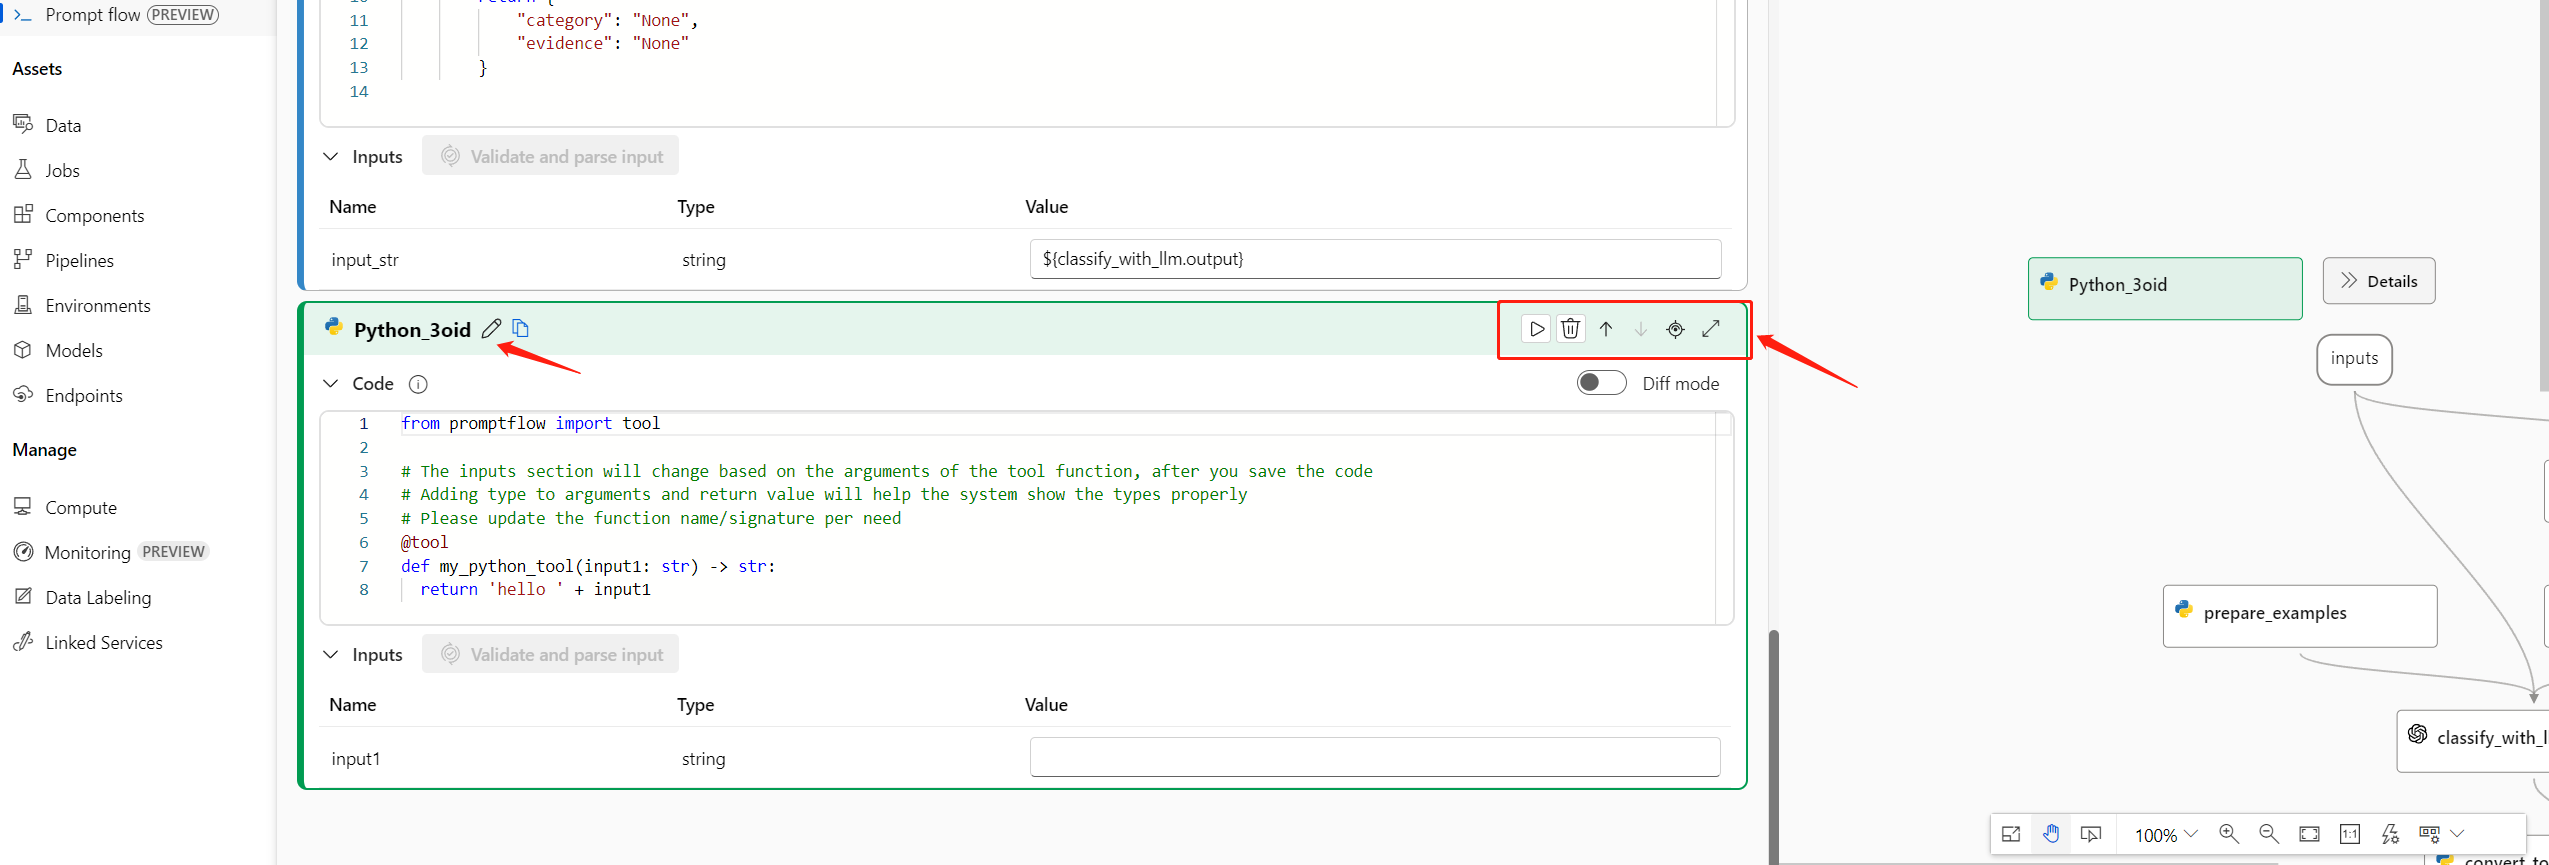 Prompt flow PREVIEW
Assets
Data
Jobs
Components
Pipelines
Environments
Models
Endpoints
Manage
Compute
Monitoring PREVIEW
Data Labeling
Linked Services
11 "category": "None",
12 "evidence": "None"
13 }
14
Inputs Validate and parse input
Name Type Value
input_str string ${classify_with_llm.output}
Python_3oid
Code Diff mode
1 from promptflow import tool
2
3 # The inputs section will change based on the arguments of the tool function, after you save the code
4 # Adding type to arguments and return value will help the system show the types properly
5 # Please update the function name/signature per need
6 @tool
7 def my_python_tool(input1: str) -> str:
8 return 'hello ' + input1
Inputs Validate and parse input
Name Type Value
input1 string
Python_3oid Details
inputs
prepare_examples
classify_with_l
100% 1:1